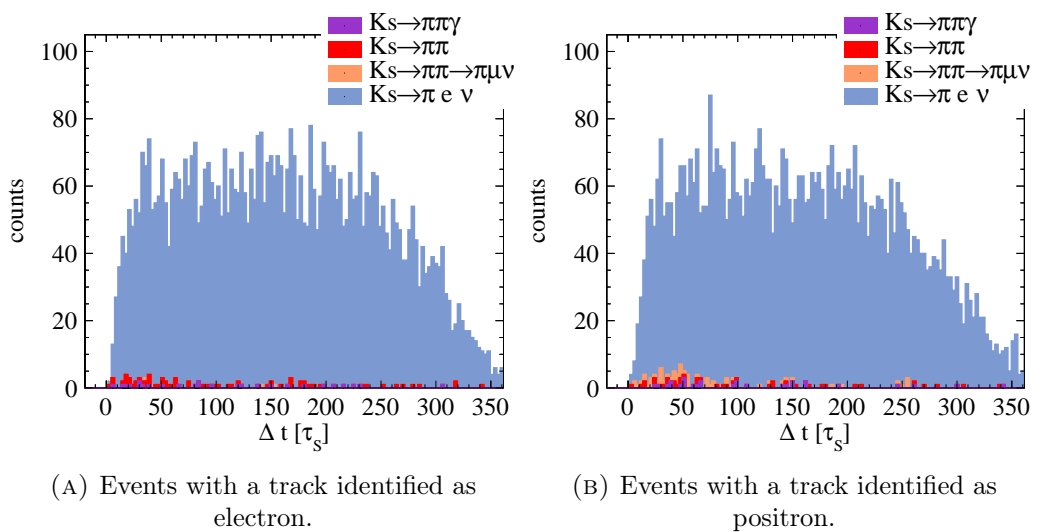 Ks→ππγ
Ks→ππ
Ks→ππ→πμν
Ks→π e ν
100
80
60
40
20
0
counts
0 50 100 150 200 250 300 350
Δ t [τ_S]
(A) Events with a track identified as
electron.
Ks→ππγ
Ks→ππ
Ks→ππ→πμν
Ks→π e ν
100
80
60
40
20
0
counts
0 50 100 150 200 250 300 350
Δ t [τ_S]
(B) Events with a track identified as
positron.